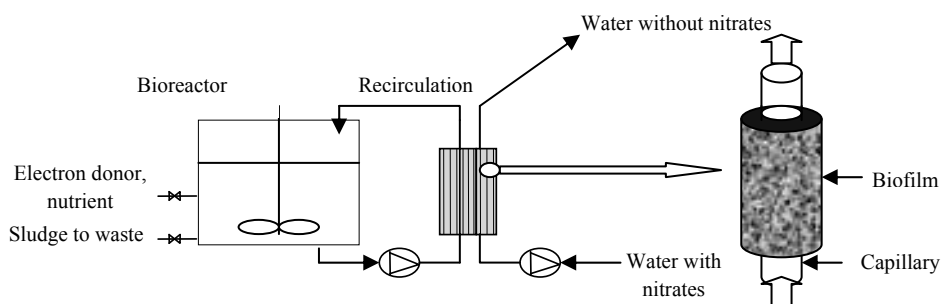 Water without nitrates
Bioreactor
Recirculation
Electron donor,
nutrient
Sludge to waste
Biofilm
Water with
nitrates
Capillary